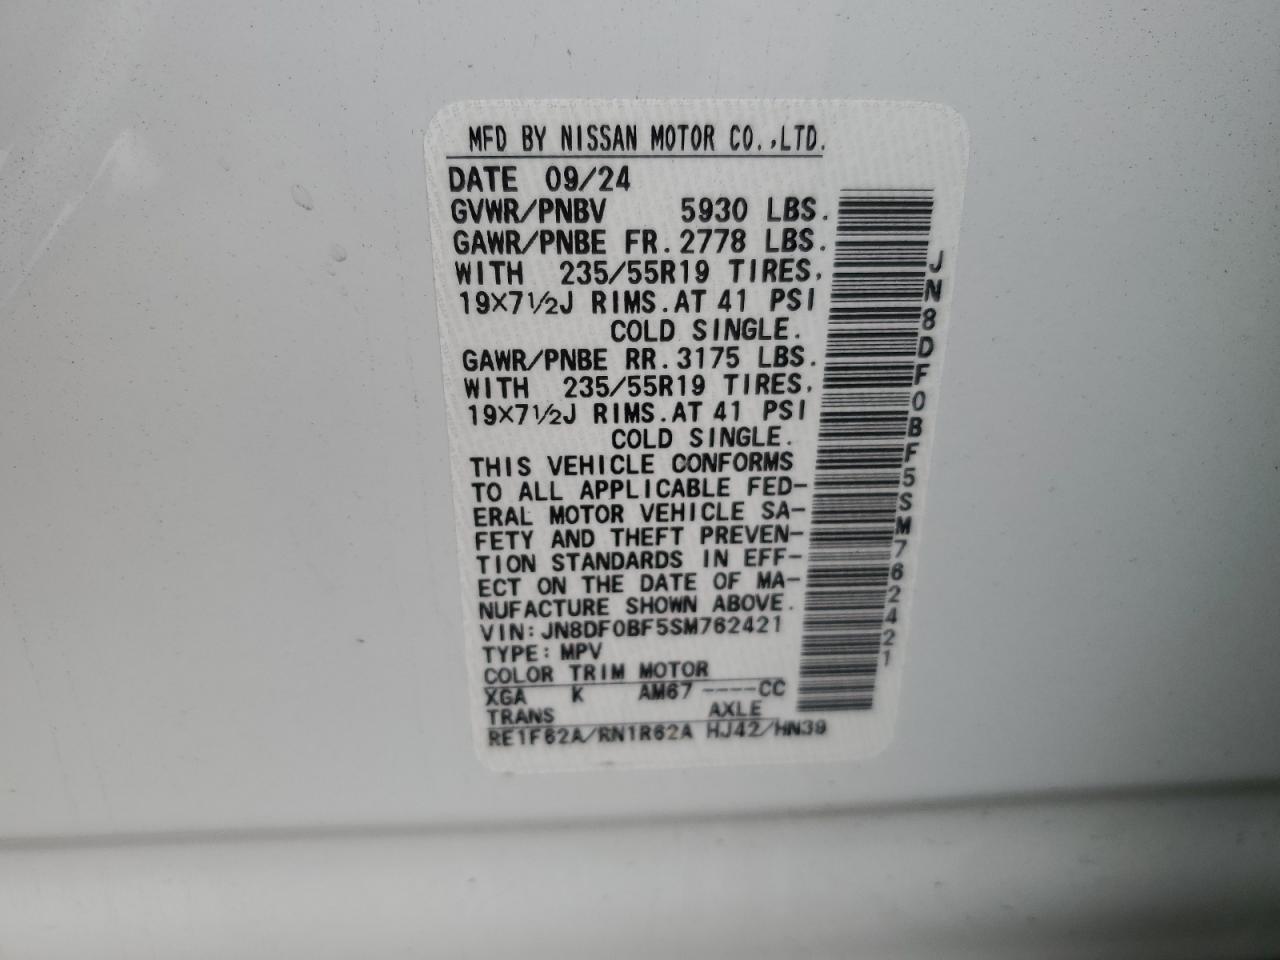 MFD BY NISSAN MOTOR CO.,LTD.
DATE 09/24
GVWR/PNBV 5930 LBS.
GAWR/PNBE FR. 2778 LBS.
WITH 235/55R19 TIRES,
19X7½J RIMS.AT 41 PSI
COLD SINGLE.
GAWR/PNBE RR. 3175 LBS.
WITH 235/55R19 TIRES,
19X7½J RIMS.AT 41 PSI
COLD SINGLE.
THIS VEHICLE CONFORMS
TO ALL APPLICABLE FED-
ERAL MOTOR VEHICLE SA-
FETY AND THEFT PREVEN-
TION STANDARDS IN EFF-
ECT ON THE DATE OF MA-
NUFACTURE SHOWN ABOVE.
VIN: JN8DF0BF5SM762421
TYPE: MPV
COLOR TRIM MOTOR
XGA K AM67 ----CC
TRANS AXLE
RE1F62A/RN1R62A HJ42/HN39
JN8DF0BF5SM762421